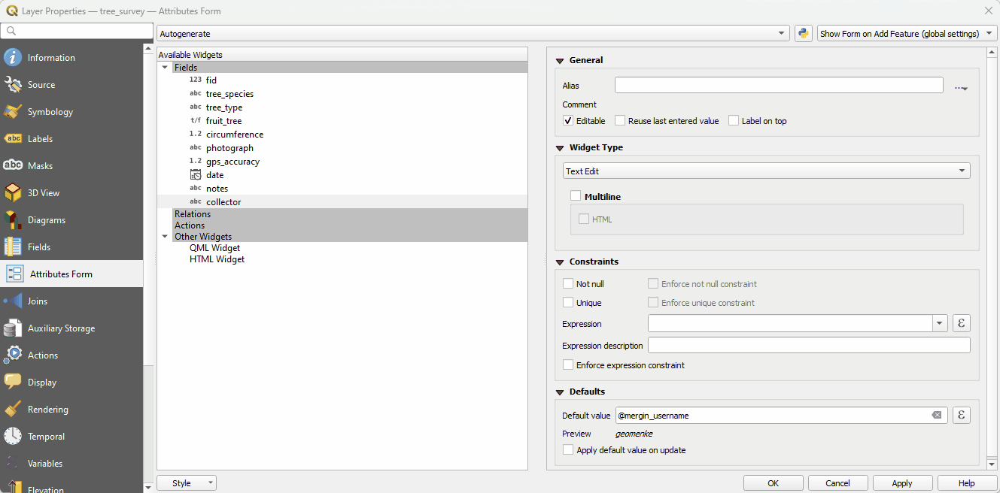 Layer Properties — tree_survey — Attributes Form
Autogenerate
Show Form on Add Feature (global settings)
Information
Source
Symbology
abc Labels
abc Masks
3D View
Diagrams
Fields
Attributes Form
Joins
Auxiliary Storage
Actions
Display
Rendering
Temporal
Variables
Elevation
Available Widgets
Fields
123 fid
abc tree_species
abc tree_type
t/f fruit_tree
1.2 circumference
abc photograph
1.2 gps_accuracy
date
abc notes
abc collector
Relations
Actions
Other Widgets
QML Widget
HTML Widget
General
Alias
...
Comment
Editable Reuse last entered value Label on top
Widget Type
Text Edit
Multiline
HTML
Constraints
Not null Enforce not null constraint
Unique Enforce unique constraint
Expression ε
Expression description
Enforce expression constraint
Defaults
Default value @mergin_username ε
Preview geomenke
Apply default value on update
Style
OK Cancel Apply Help